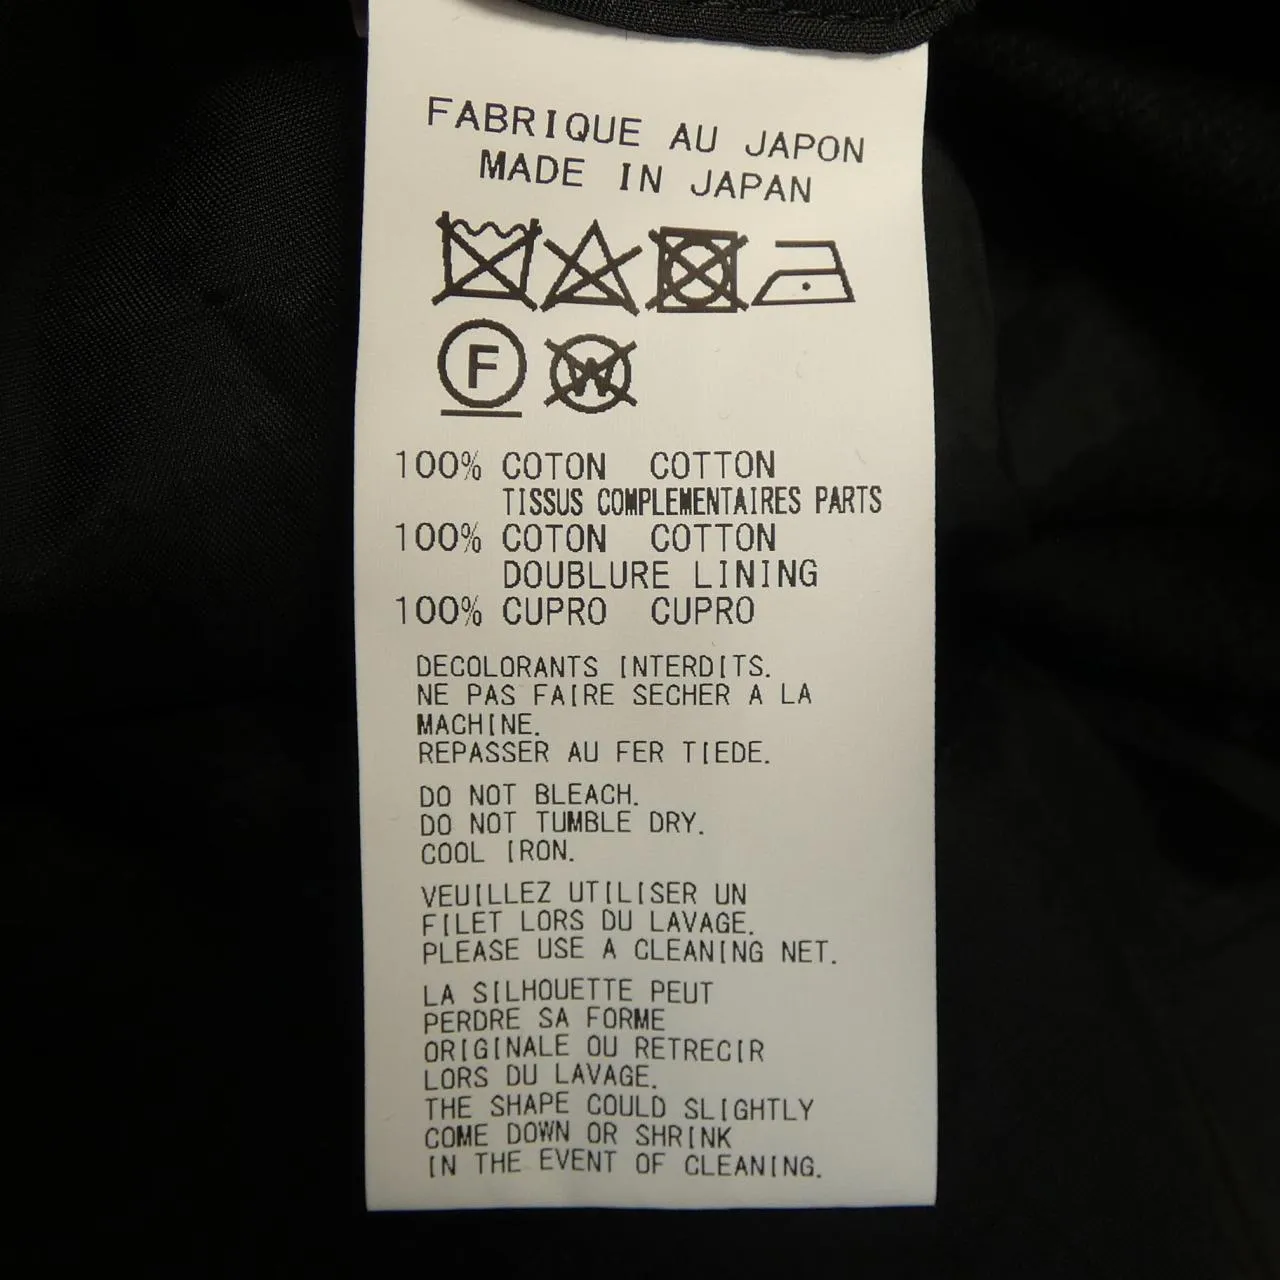 FABRIQUE AU JAPON
MADE IN JAPAN
F W
100% COTON COTTON
TISSUS COMPLEMENTAIRES PARTS
100% COTON COTTON
DOUBLURE LINING
100% CUPRO CUPRO
DECOLORANTS INTERDITS.
NE PAS FAIRE SECHER A LA
MACHINE.
REPASSER AU FER TIEDE.
DO NOT BLEACH.
DO NOT TUMBLE DRY.
COOL IRON.
VEUILLEZ UTILISER UN
FILET LORS DU LAVAGE.
PLEASE USE A CLEANING NET.
LA SILHOUETTE PEUT
PERDRE SA FORME
ORIGINALE OU RETRECIR
LORS DU LAVAGE.
THE SHAPE COULD SLIGHTLY
COME DOWN OR SHRINK
IN THE EVENT OF CLEANING.